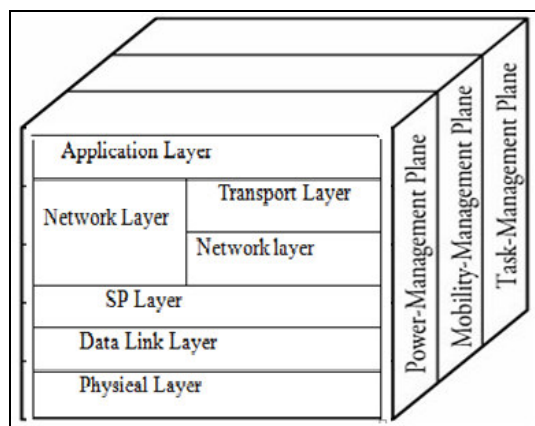 Application Layer
Network Layer
Transport Layer
Network layer
SP Layer
Data Link Layer
Physical Layer
Power-Management Plane
Mobility-Management Plane
Task-Management Plane